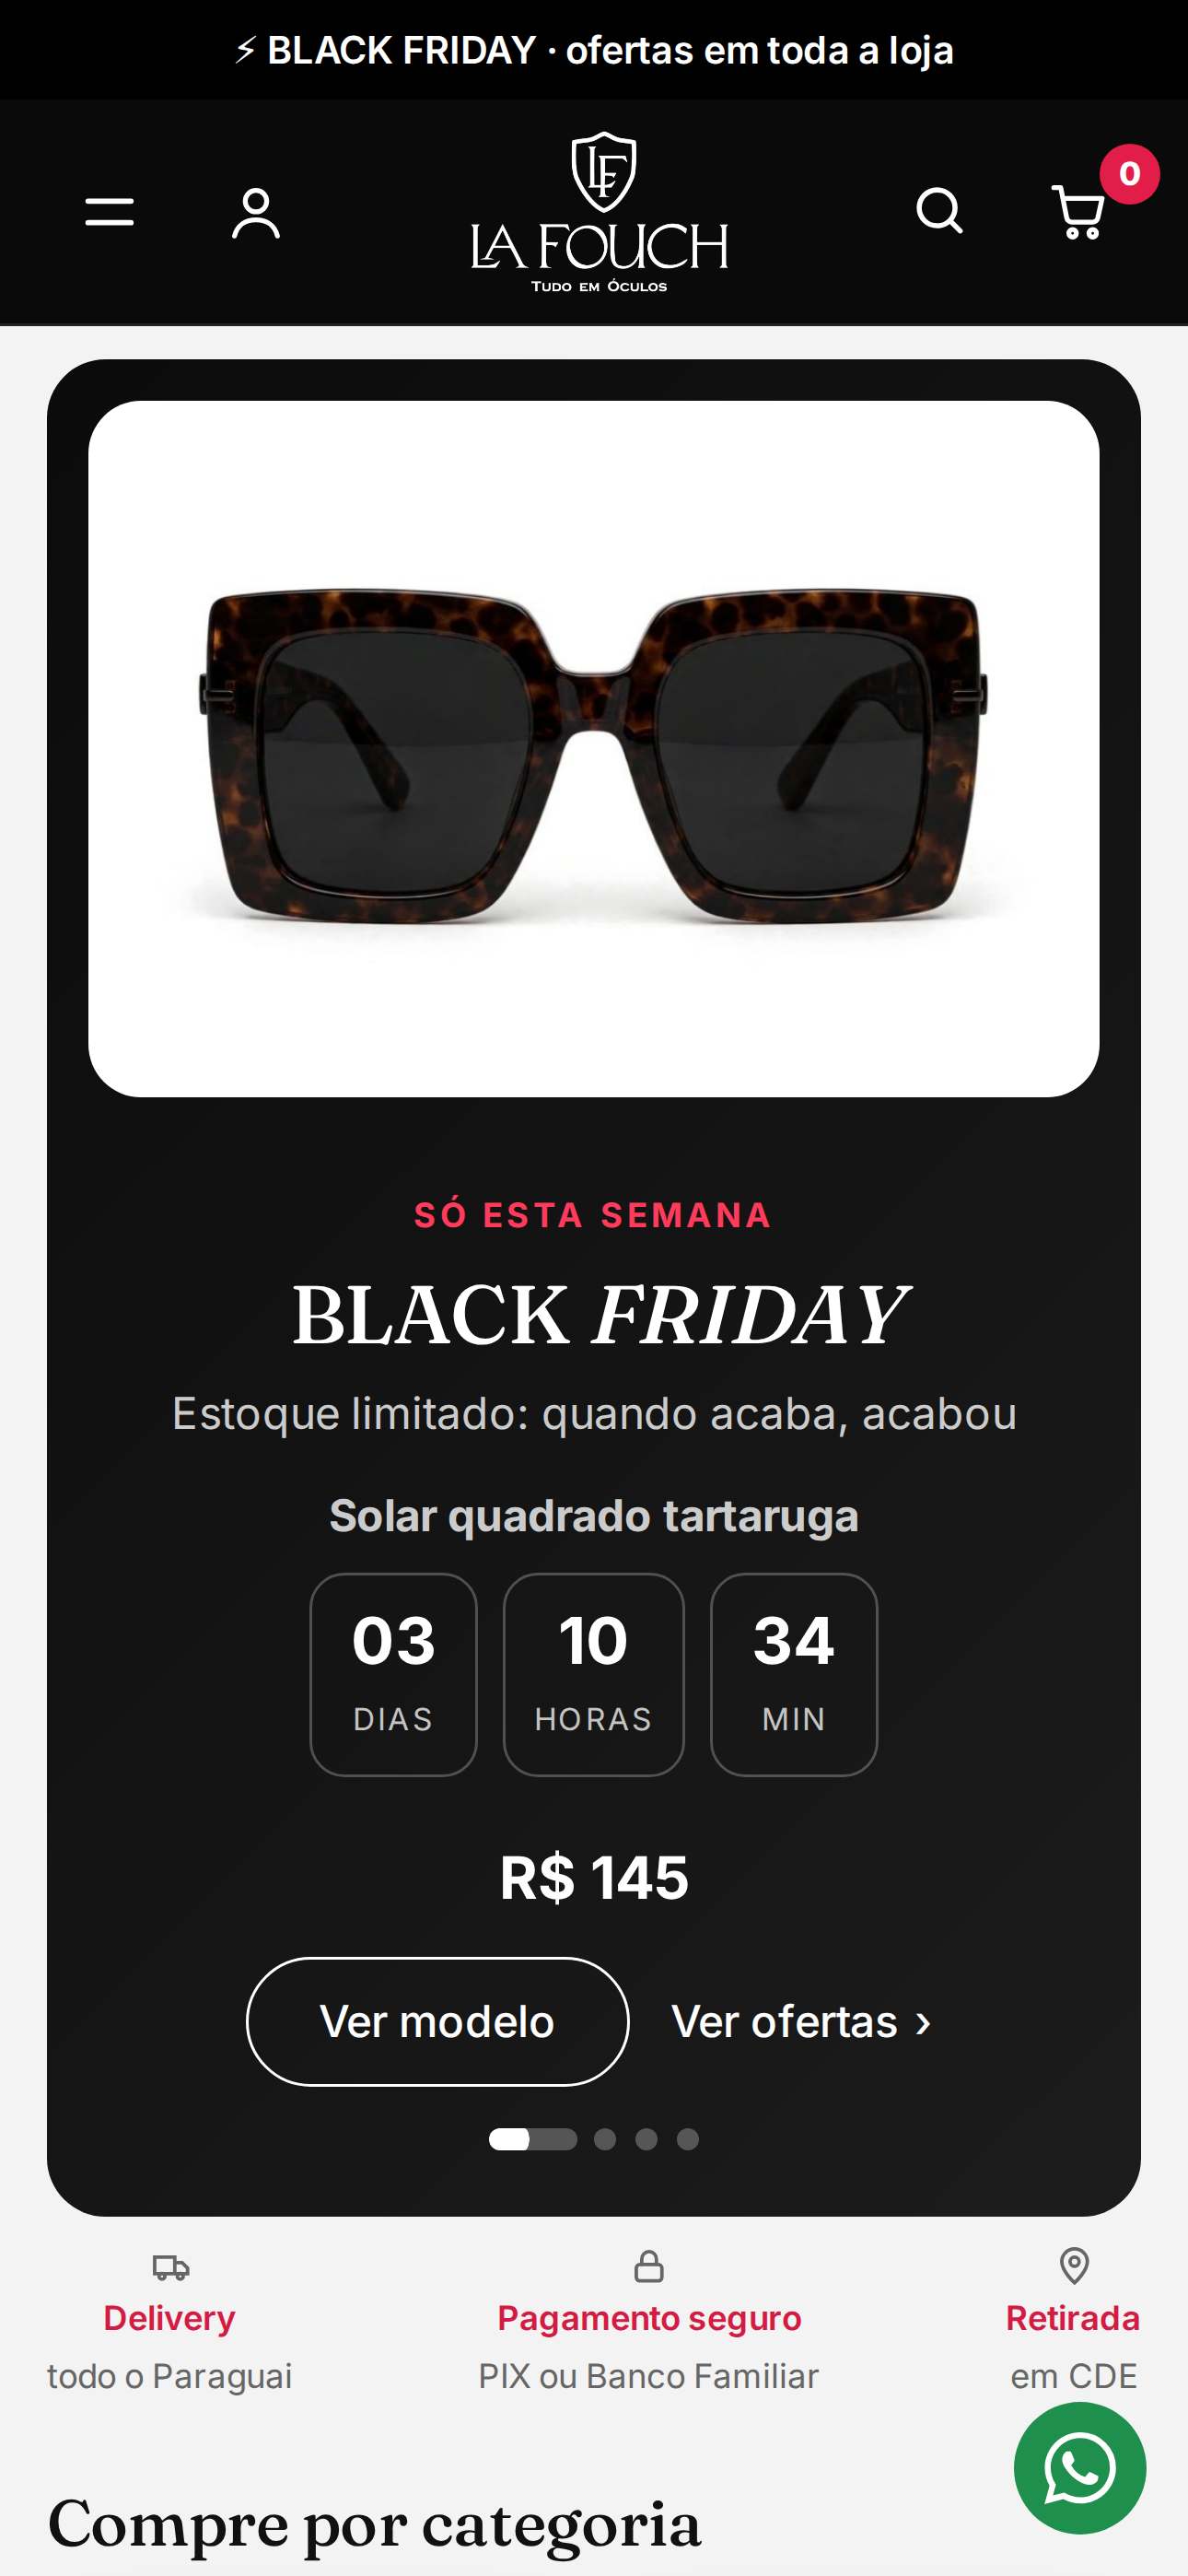 ⚡ BLACK FRIDAY · ofertas em toda a loja
0
LF
LA FOUCH
TUDO EM ÓCULOS
SÓ ESTA SEMANA
BLACK FRIDAY
Estoque limitado: quando acaba, acabou
Solar quadrado tartaruga
03 10 34
DIAS HORAS MIN
R$ 145
Ver modelo Ver ofertas ›
Delivery Pagamento seguro Retirada
todo o Paraguai PIX ou Banco Familiar em CDE
Compre por categoria